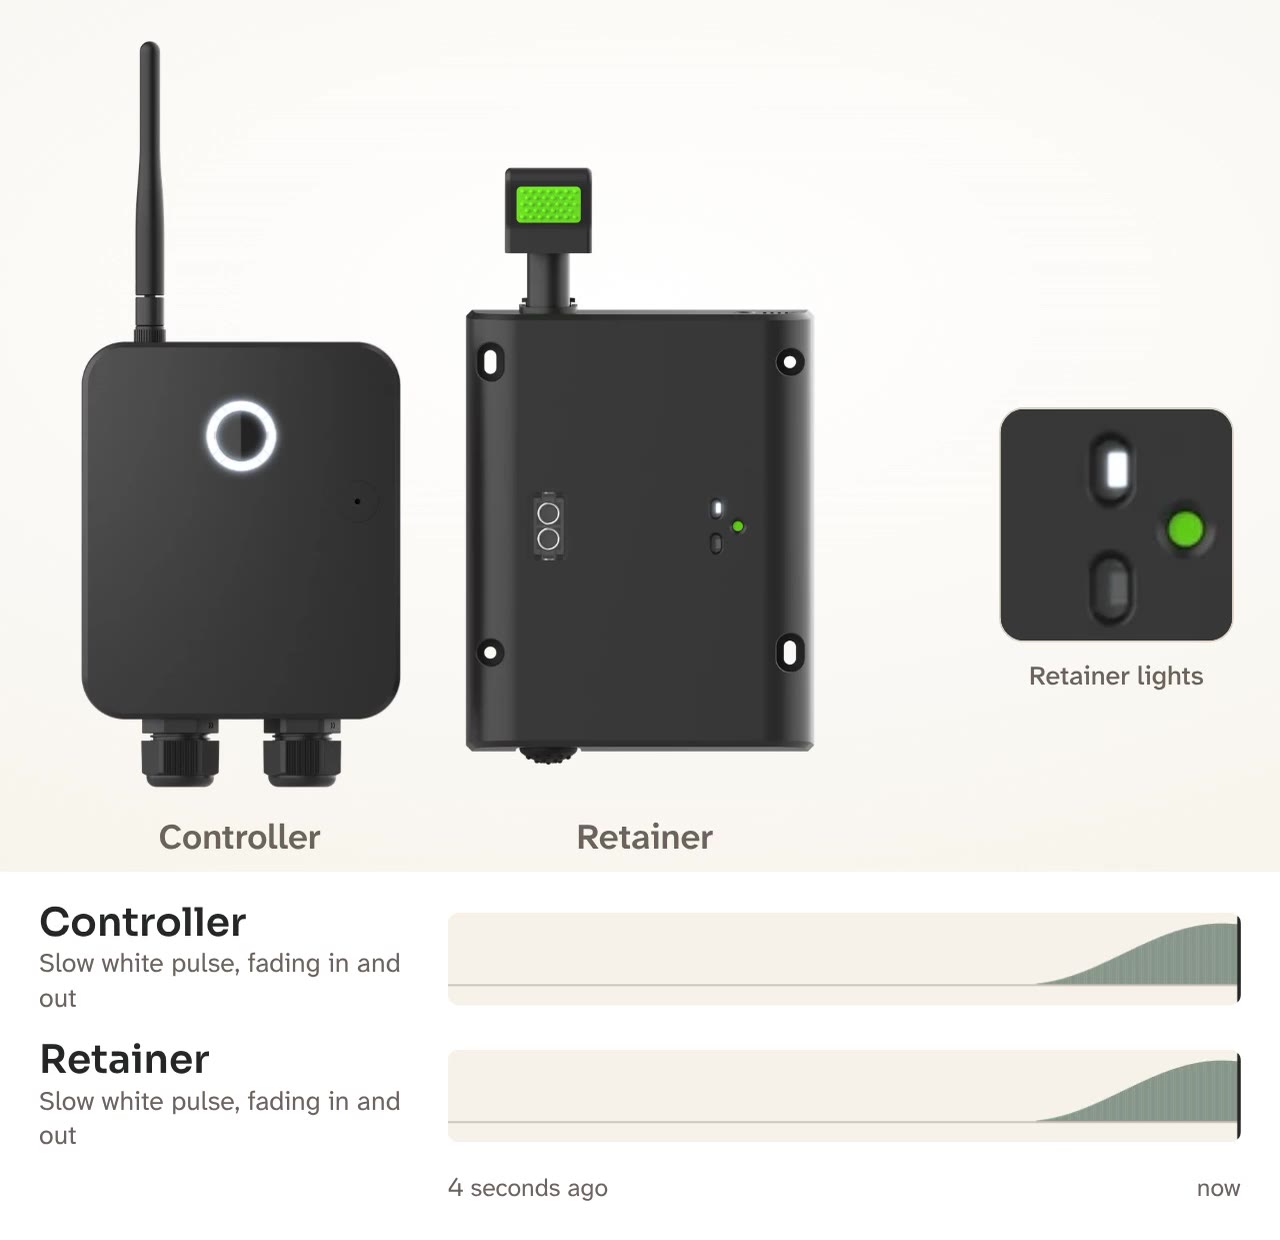 Retainer lights
Controller
Retainer
Controller
Slow white pulse, fading in and
out
Retainer
Slow white pulse, fading in and
out
4 seconds ago
now